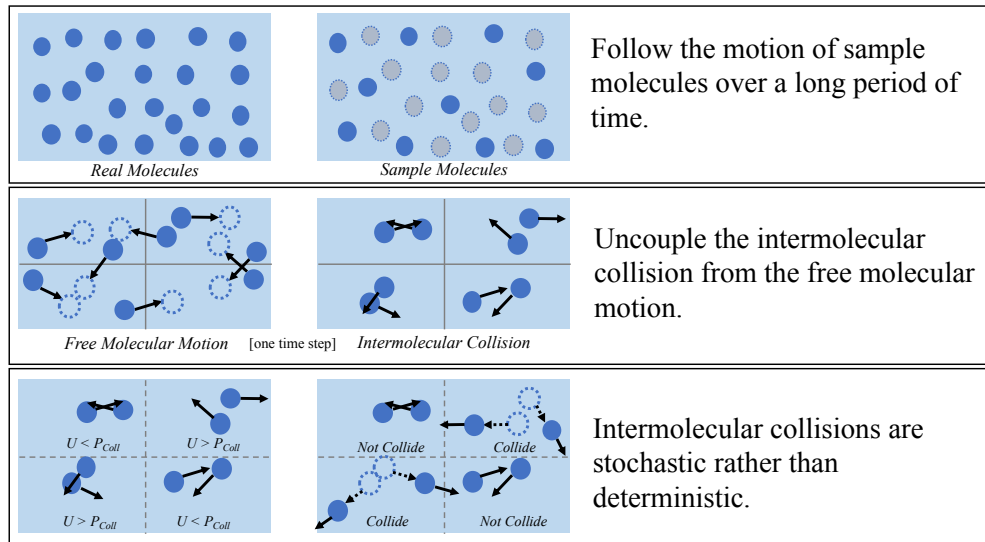 Real Molecules
Sample Molecules
Follow the motion of sample
molecules over a long period of
time.
Free Molecular Motion
[one time step]
Intermolecular Collision
Uncouple the intermolecular
collision from the free molecular
motion.
U < P_Coll
U > P_Coll
U > P_Coll
U < P_Coll
Not Collide
Collide
Collide
Not Collide
Intermolecular collisions are
stochastic rather than
deterministic.